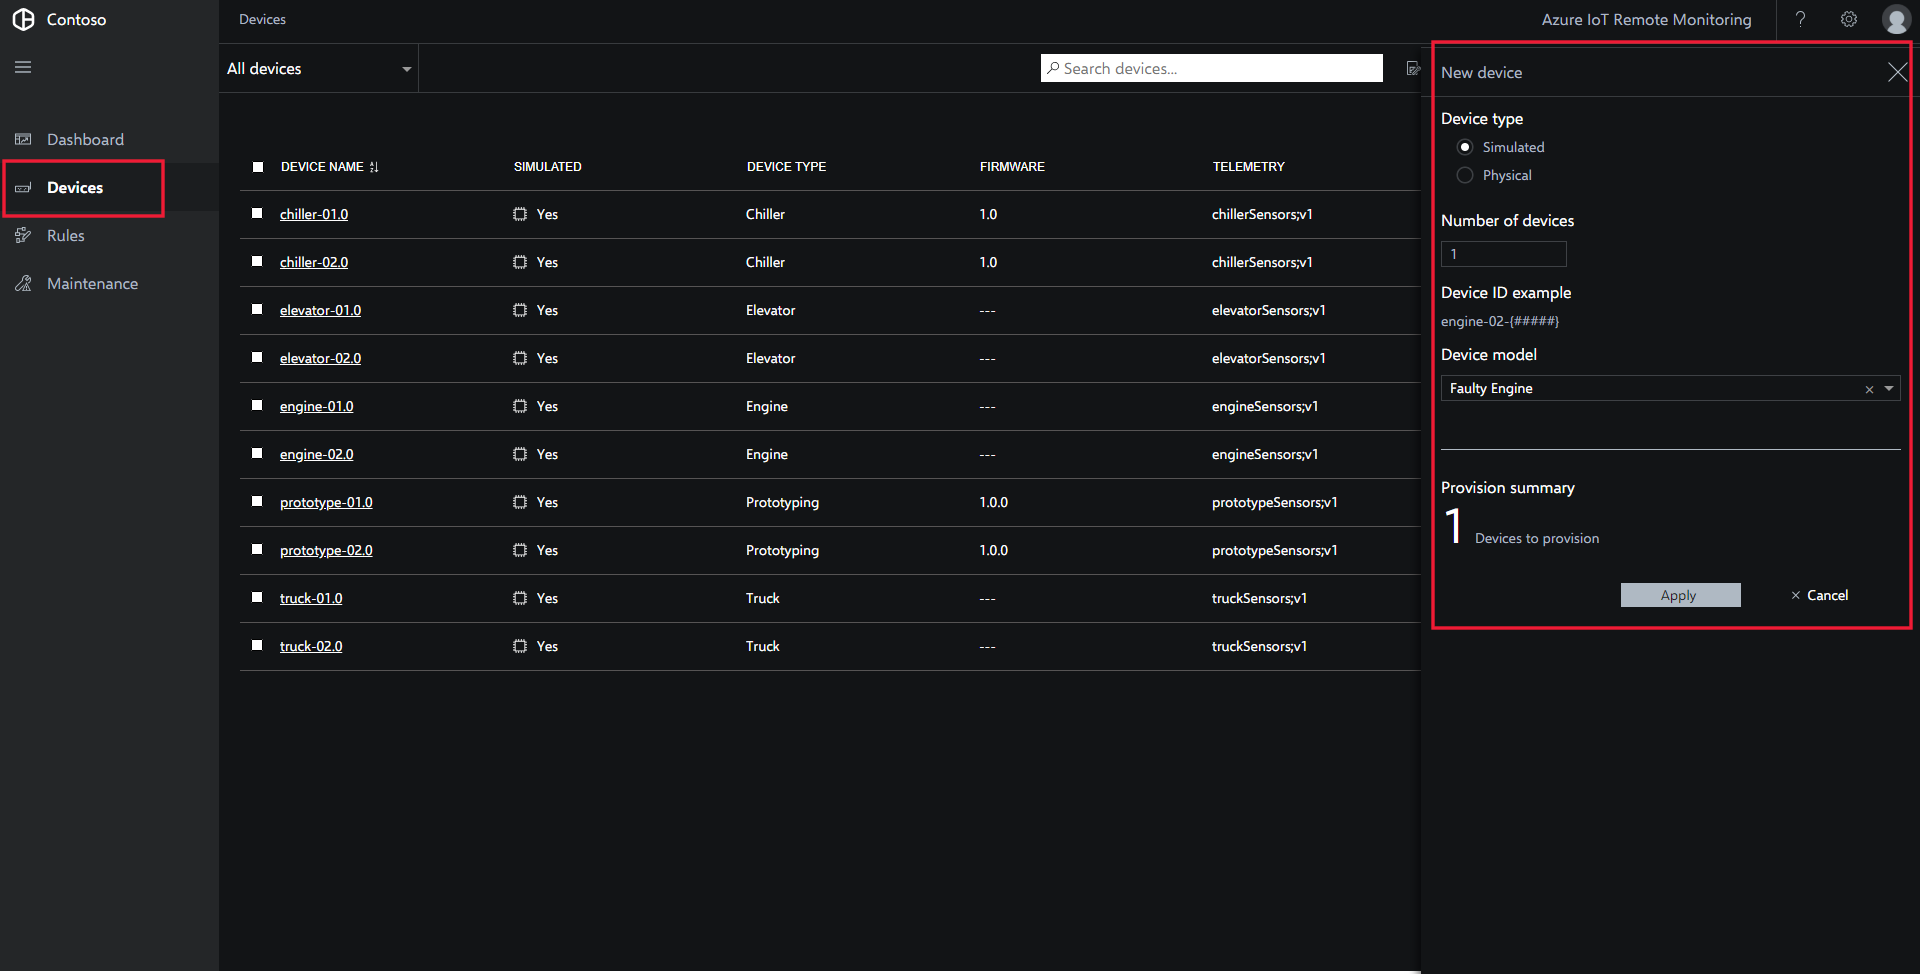 Contoso
Devices
Azure IoT Remote Monitoring
?
All devices
Search devices...
Dashboard
Devices
Rules
Maintenance
DEVICE NAME SIMULATED DEVICE TYPE FIRMWARE TELEMETRY
chiller-01.0 Yes Chiller 1.0 chillerSensors;v1
chiller-02.0 Yes Chiller 1.0 chillerSensors;v1
elevator-01.0 Yes Elevator --- elevatorSensors;v1
elevator-02.0 Yes Elevator --- elevatorSensors;v1
engine-01.0 Yes Engine --- engineSensors;v1
engine-02.0 Yes Engine --- engineSensors;v1
prototype-01.0 Yes Prototyping 1.0.0 prototypeSensors;v1
prototype-02.0 Yes Prototyping 1.0.0 prototypeSensors;v1
truck-01.0 Yes Truck --- truckSensors;v1
truck-02.0 Yes Truck --- truckSensors;v1
New device
Device type
Simulated
Physical
Number of devices
1
Device ID example
engine-02-{#####}
Device model
Faulty Engine
Provision summary
1 Devices to provision
Apply
Cancel